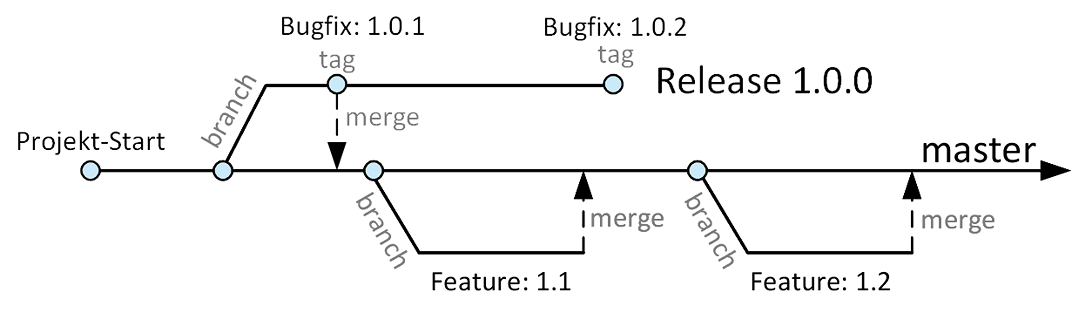 Bugfix: 1.0.1
Bugfix: 1.0.2
tag
tag
Release 1.0.0
branch
merge
Projekt-Start
master
branch
merge
branch
merge
Feature: 1.1
Feature: 1.2